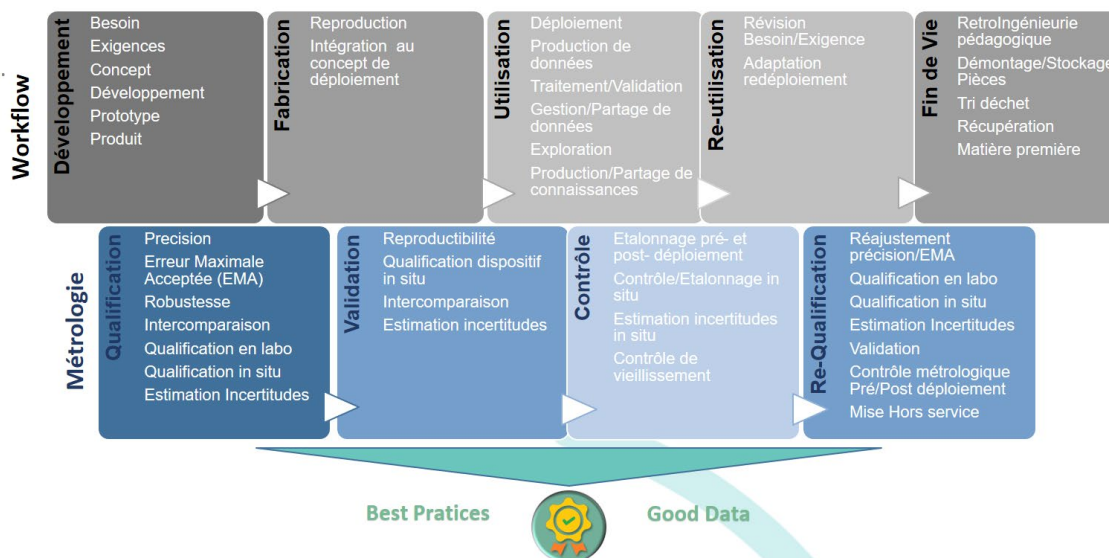 Workflow
Développement
Besoin
Exigences
Concept
Développement
Prototype
Produit
Fabrication
Reproduction
Intégration au
concept de
déploiement
Utilisation
Déploiement
Production de
données
Traitement/Validation
Gestion/Partage de
données
Exploration
Production/Partage de
connaissances
Re-utilisation
Révision
Besoin/Exigence
Adaptation
redéploiement
Fin de Vie
RetroIngénieurie
pédagogique
Démontage/Stockage
Pièces
Tri déchet
Récupération
Matière première
Métrologie
Qualification
Precision
Erreur Maximale
Acceptée (EMA)
Robustesse
Intercomparaison
Qualification en labo
Qualification in situ
Estimation Incertitudes
Validation
Reproductibilité
Qualification dispositif
in situ
Intercomparaison
Estimation incertitudes
Contrôle
Etalonnage pré- et
post- déploiement
Contrôle/Etalonnage in
situ
Estimation incertitudes
in situ
Contrôle de
vieillissement
Re-Qualification
Réajustement
précision/EMA
Qualification en labo
Qualification in situ
Estimation Incertitudes
Validation
Contrôle métrologique
Pré/Post déploiement
Mise Hors service
Best Pratices
Good Data